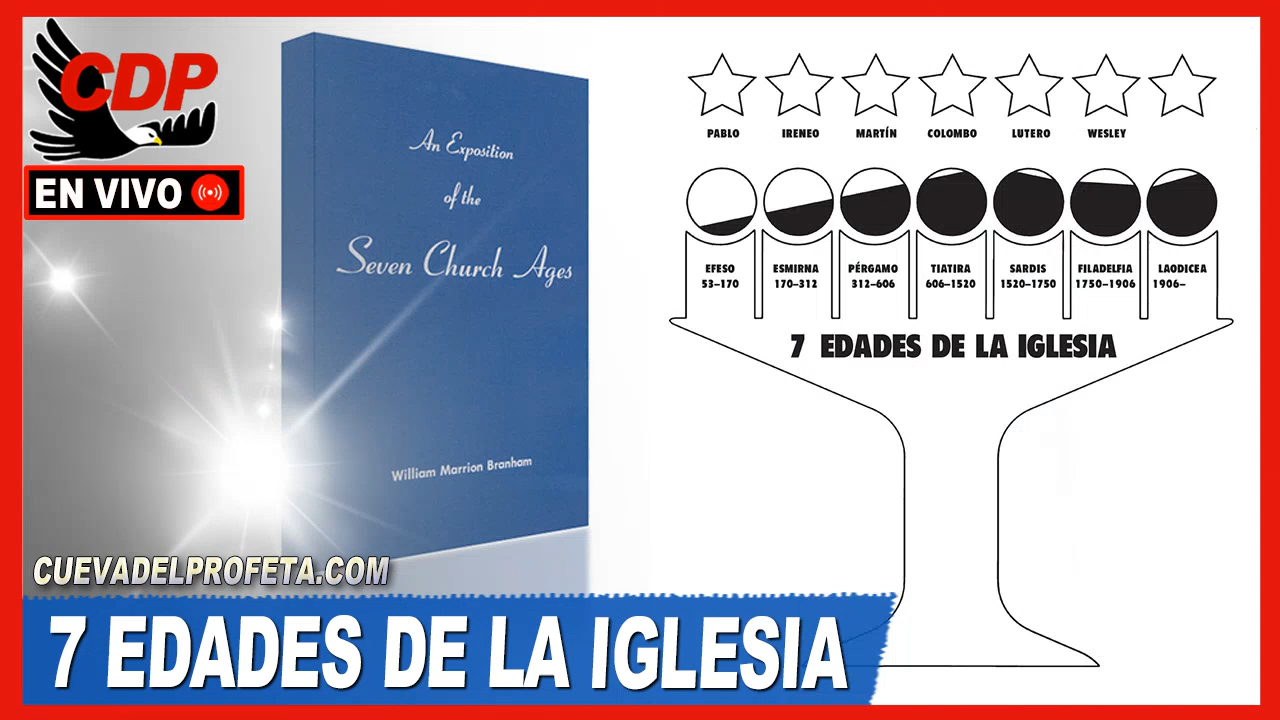 CDP
EN VIVO
An Exposition
of the
Seven Church Ages
William Marrion Branham
CUEVADELPROFETA.COM
7 EDADES DE LA IGLESIA
PABLO IRENEO MARTÍN COLOMBO LUTERO WESLEY
EFESO ESMIRNA PÉRGAMO TIATIRA SARDIS FILADELFIA LAODICEA
53–170 170–312 312–606 606–1520 1520–1750 1750–1906 1906–
7 EDADES DE LA IGLESIA